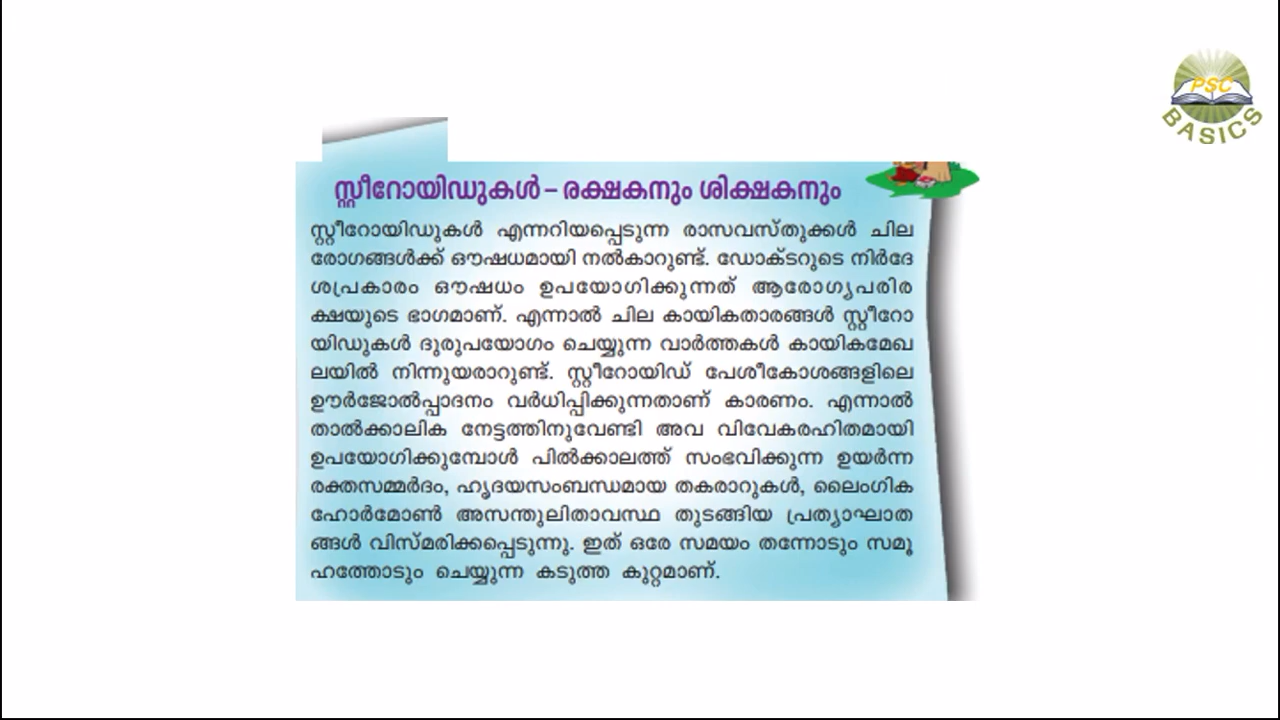 PSC
BASICS
സ്റ്റീറോയിഡുകൾ – രക്ഷകനും ശിക്ഷകനും
സ്റ്റീറോയിഡുകൾ എന്നറിയപ്പെടുന്ന രാസവസ്തുക്കൾ ചില
രോഗങ്ങൾക്ക് ഔഷധമായി നൽകാറുണ്ട്. ഡോക്ടറുടെ നിർദേ
ശപ്രകാരം ഔഷധം ഉപയോഗിക്കുന്നത് ആരോഗ്യപരിര
ക്ഷയുടെ ഭാഗമാണ്. എന്നാൽ ചില കായികതാരങ്ങൾ സ്റ്റീറോ
യിഡുകൾ ദുരുപയോഗം ചെയ്യുന്ന വാർത്തകൾ കായികമേഖ
ലയിൽ നിന്നുയരാറുണ്ട്. സ്റ്റീറോയിഡ് പേശീകോശങ്ങളിലെ
ഊർജോൽപ്പാദനം വർധിപ്പിക്കുന്നതാണ് കാരണം. എന്നാൽ
താൽക്കാലിക നേട്ടത്തിനുവേണ്ടി അവ വിവേകരഹിതമായി
ഉപയോഗിക്കുമ്പോൾ പിൽക്കാലത്ത് സംഭവിക്കുന്ന ഉയർന്ന
രക്തസമ്മർദം, ഹൃദയസംബന്ധമായ തകരാറുകൾ, ലൈംഗിക
ഹോർമോൺ അസന്തുലിതാവസ്ഥ തുടങ്ങിയ പ്രത്യാഘാത
ങ്ങൾ വിസ്മരിക്കപ്പെടുന്നു. ഇത് ഒരേ സമയം തന്നോടും സമൂ
ഹത്തോടും ചെയ്യുന്ന കടുത്ത കുറ്റമാണ്.